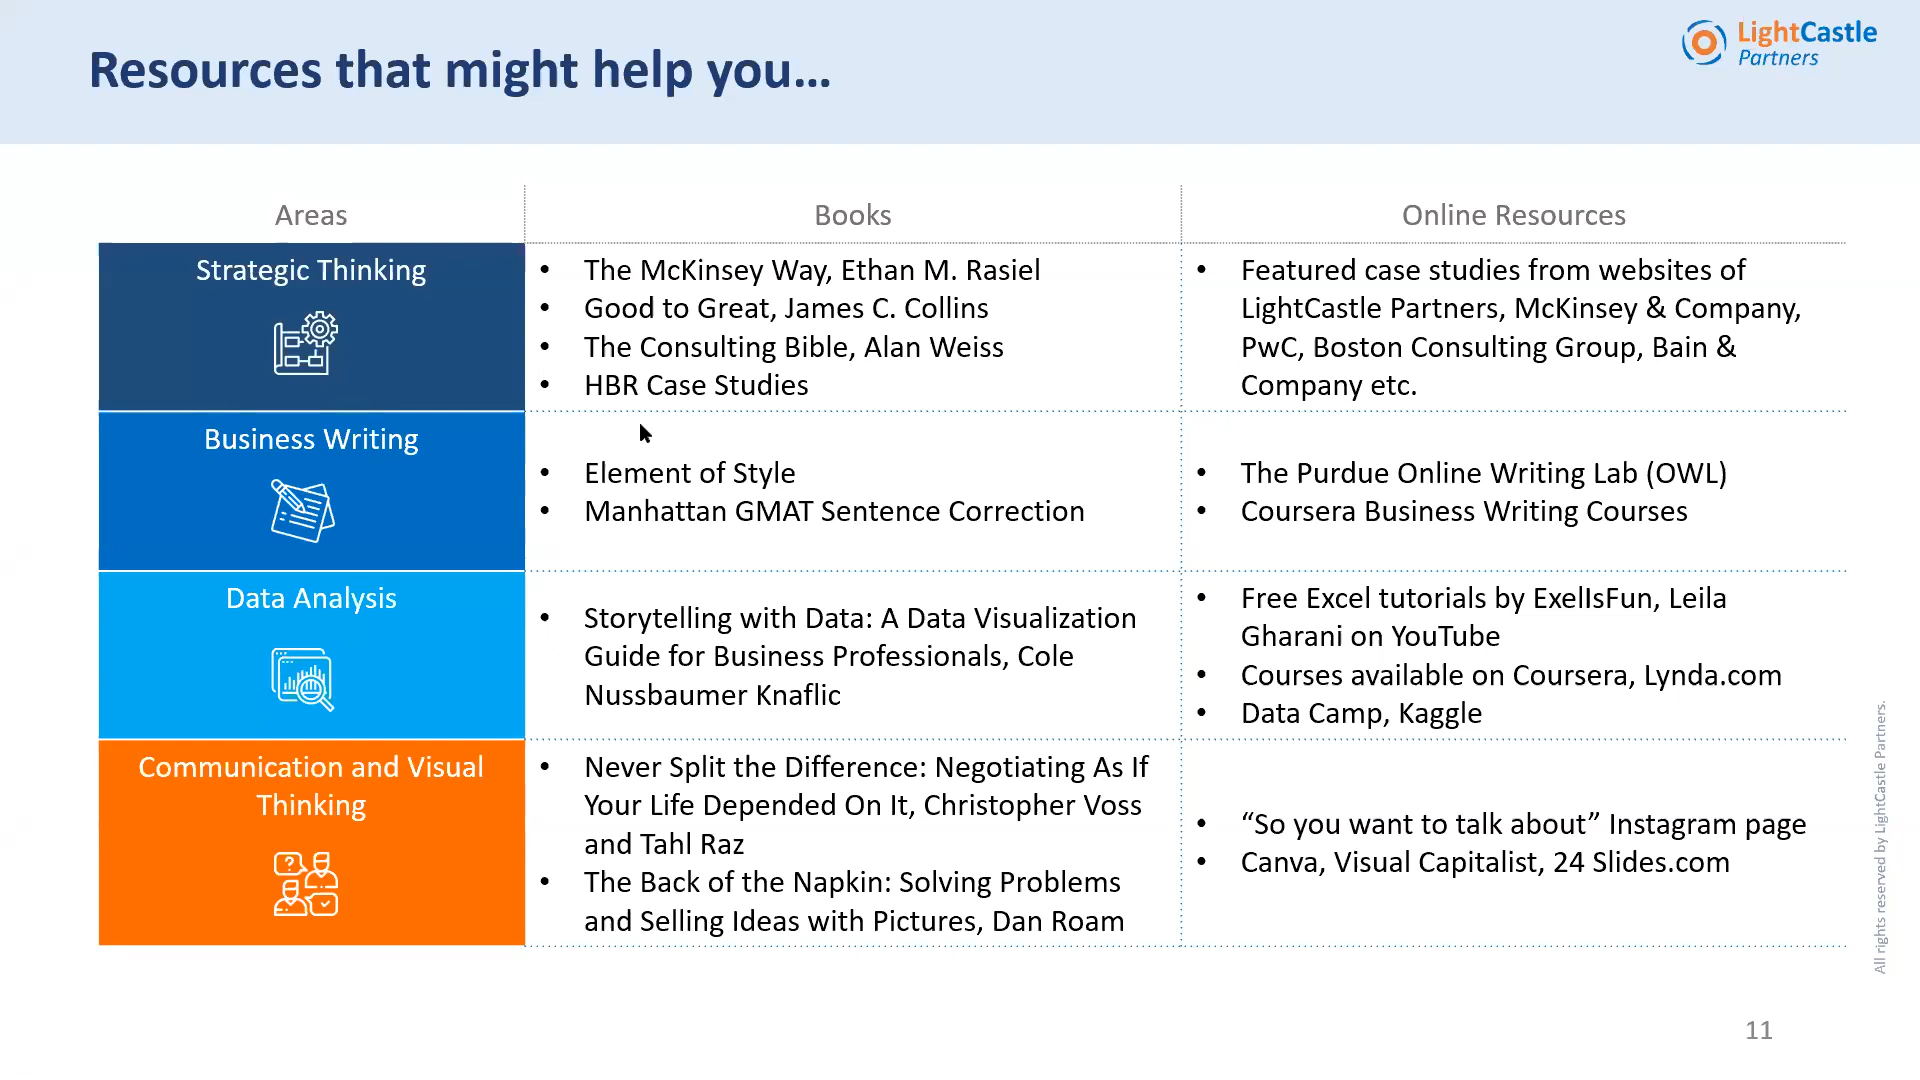 Resources that might help you...
LightCastle
Partners
Areas
Books
Online Resources
Strategic Thinking
• The McKinsey Way, Ethan M. Rasiel
• Good to Great, James C. Collins
• The Consulting Bible, Alan Weiss
• HBR Case Studies
• Featured case studies from websites of
LightCastle Partners, McKinsey & Company,
PwC, Boston Consulting Group, Bain &
Company etc.
Business Writing
• Element of Style
• Manhattan GMAT Sentence Correction
• The Purdue Online Writing Lab (OWL)
• Coursera Business Writing Courses
Data Analysis
• Storytelling with Data: A Data Visualization
Guide for Business Professionals, Cole
Nussbaumer Knaflic
• Free Excel tutorials by ExelIsFun, Leila
Gharani on YouTube
• Courses available on Coursera, Lynda.com
• Data Camp, Kaggle
Communication and Visual
Thinking
• Never Split the Difference: Negotiating As If
Your Life Depended On It, Christopher Voss
and Tahl Raz
• The Back of the Napkin: Solving Problems
and Selling Ideas with Pictures, Dan Roam
• “So you want to talk about” Instagram page
• Canva, Visual Capitalist, 24 Slides.com
All rights reserved by LightCastle Partners.
11